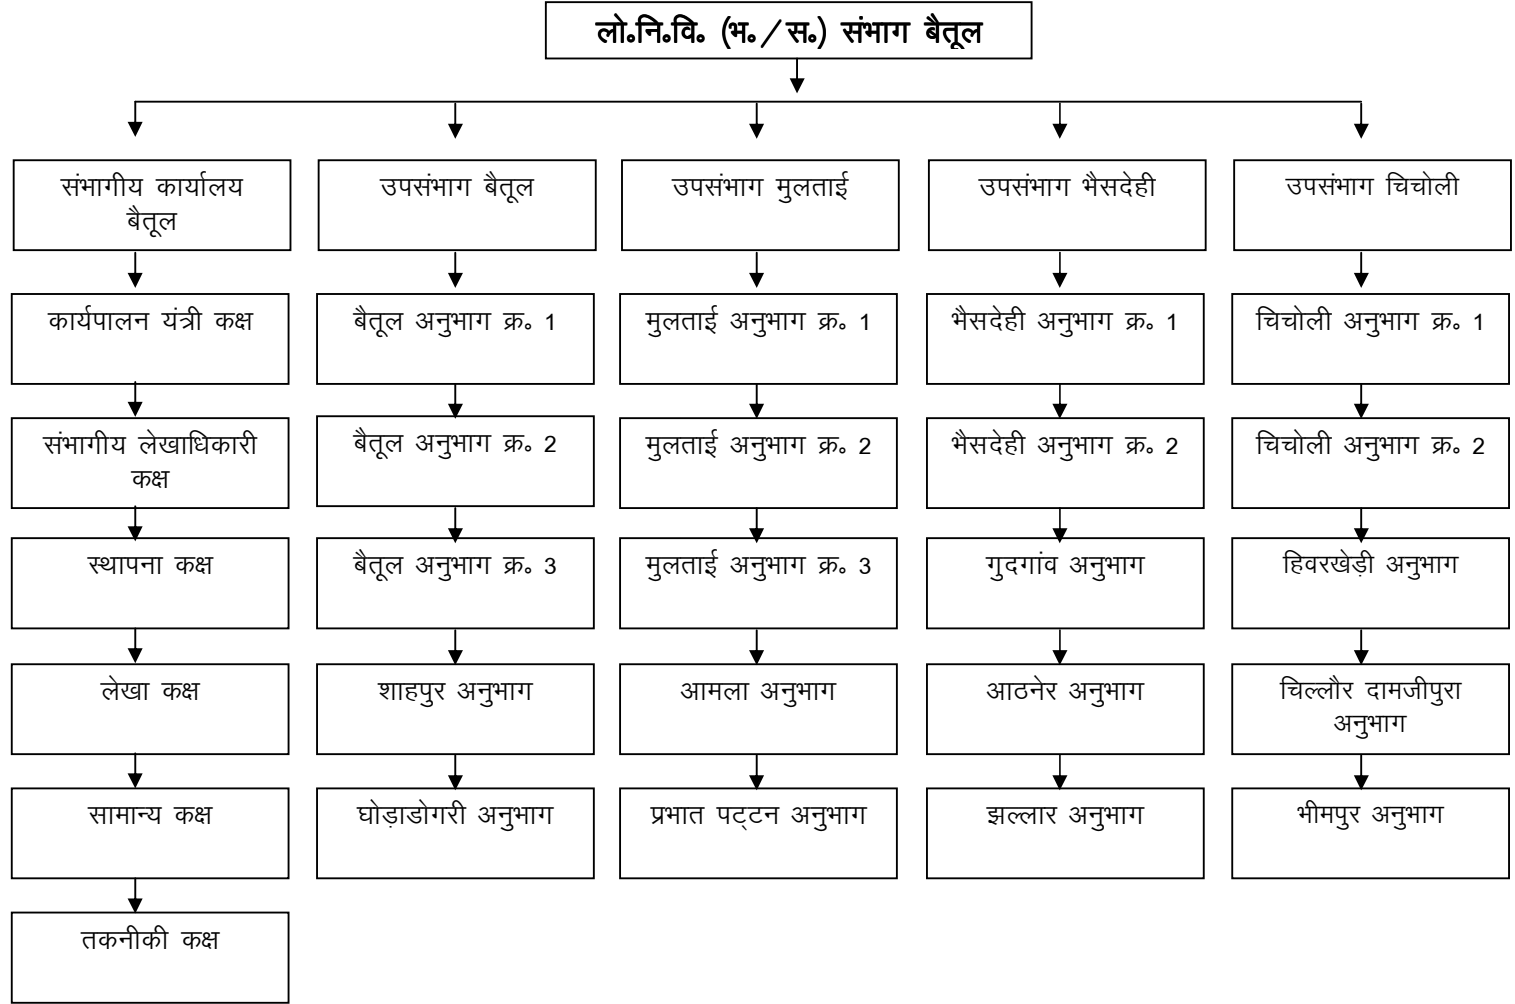 लो॰नि॰वि॰ (भ॰/स॰) संभाग बैतूल
संभागीय कार्यालय
बैतूल
उपसंभाग बैतूल
उपसंभाग मुलताई
उपसंभाग भैसदेही
उपसंभाग चिचोली
कार्यपालन यंत्री कक्ष
बैतूल अनुभाग क्र॰ 1
मुलताई अनुभाग क्र॰ 1
भैसदेही अनुभाग क्र॰ 1
चिचोली अनुभाग क्र॰ 1
संभागीय लेखाधिकारी
कक्ष
बैतूल अनुभाग क्र॰ 2
मुलताई अनुभाग क्र॰ 2
भैसदेही अनुभाग क्र॰ 2
चिचोली अनुभाग क्र॰ 2
स्थापना कक्ष
बैतूल अनुभाग क्र॰ 3
मुलताई अनुभाग क्र॰ 3
गुदगांव अनुभाग
हिवरखेड़ी अनुभाग
लेखा कक्ष
शाहपुर अनुभाग
आमला अनुभाग
आठनेर अनुभाग
चिल्लौर दामजीपुरा
अनुभाग
सामान्य कक्ष
घोड़ाडोगरी अनुभाग
प्रभात पट्टन अनुभाग
झल्लार अनुभाग
भीमपुर अनुभाग
तकनीकी कक्ष